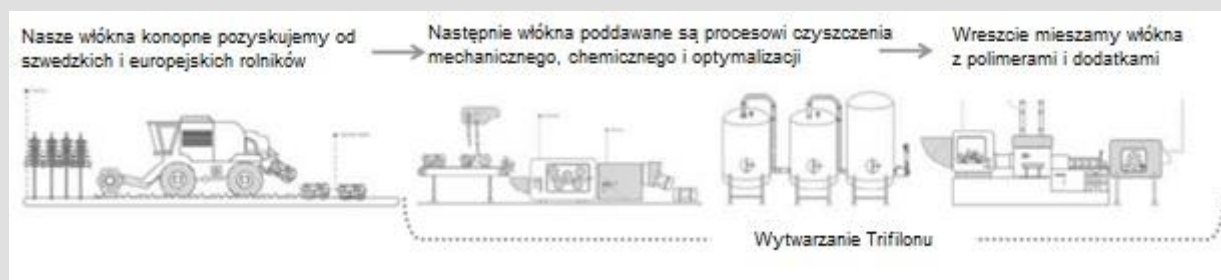 Nasze włókna konopne pozyskujemy od
szwedzkich i europejskich rolników
Następnie włókna poddawane są procesowi czyszczenia
mechanicznego, chemicznego i optymalizacji
Wreszcie mieszamy włókna
z polimerami i dodatkami
Wytwarzanie Trifilonu